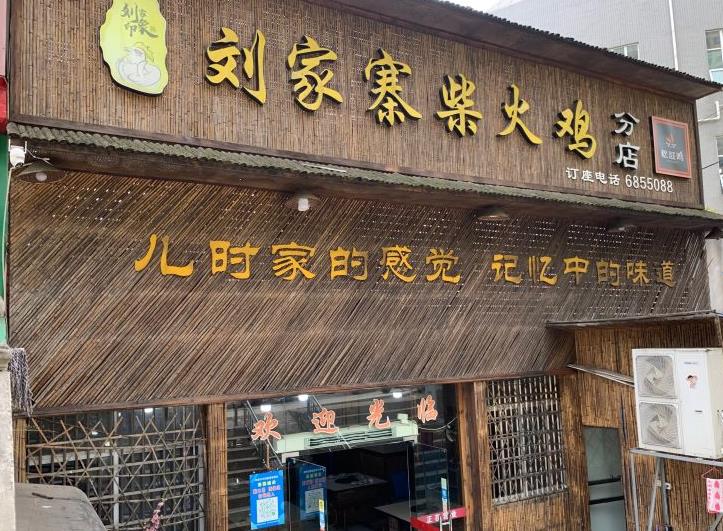 刘家寨柴火鸡
分店
订座电话 6855088
儿时家的感觉 记忆中的味道
欢迎光临